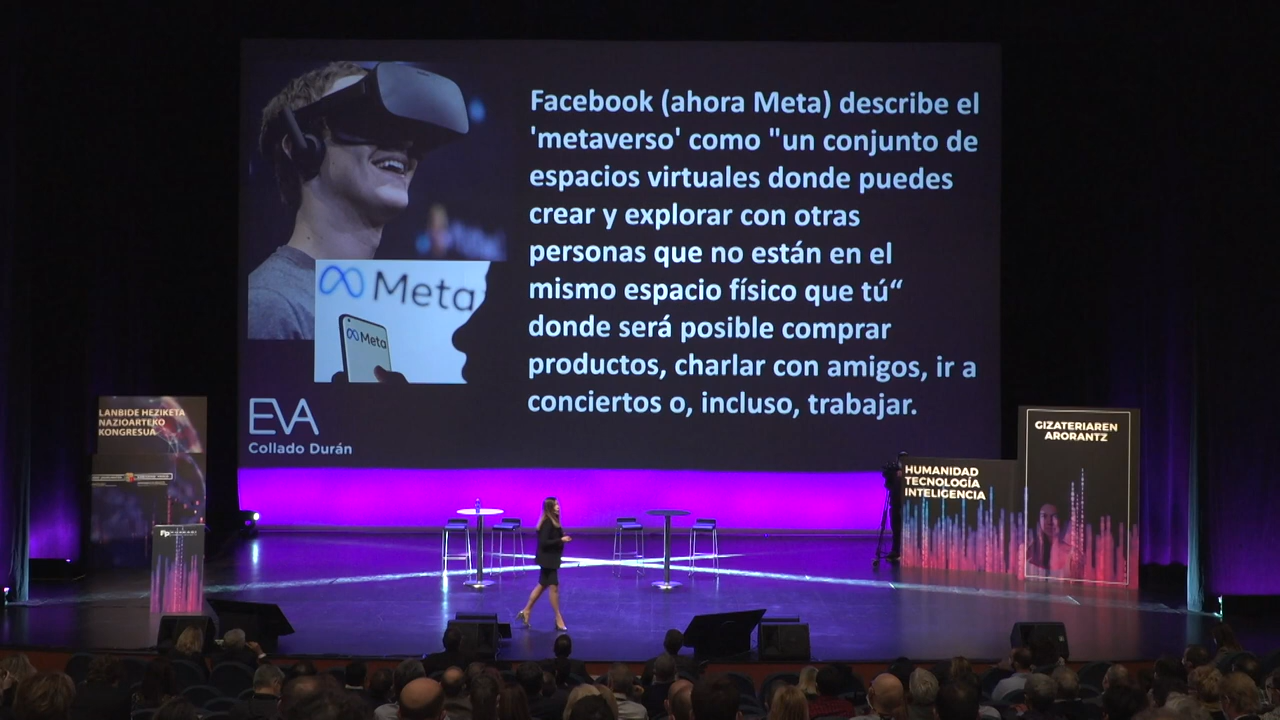 Facebook (ahora Meta) describe el
'metaverso' como "un conjunto de
espacios virtuales donde puedes
crear y explorar con otras
personas que no están en el
mismo espacio físico que tú“
donde será posible comprar
productos, charlar con amigos, ir a
conciertos o, incluso, trabajar.
Meta
Meta
EVA
Collado Durán
LANBIDE HEZIKETA
NAZIOARTEKO
KONGRESUA
Fp
HUMANIDAD
TECNOLOGÍA
INTELIGENCIA
GIZATERIAREN
ARORANTZ